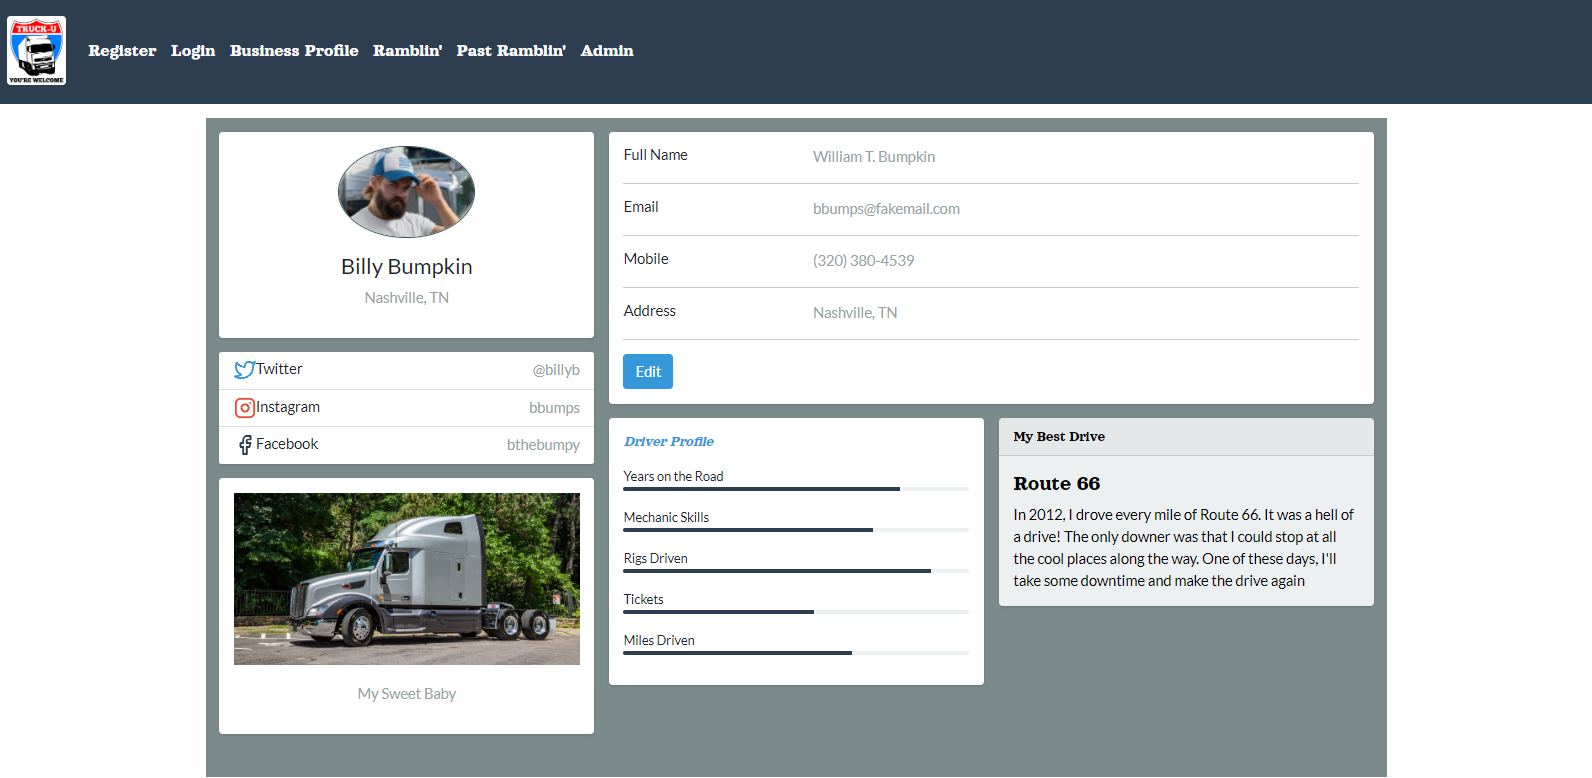 TRUCK-U
YOU'RE WELCOME
Register Login Business Profile Ramblin' Past Ramblin' Admin
Billy Bumpkin
Nashville, TN
Twitter @billyb
Instagram bbumps
Facebook bthebumpy
My Sweet Baby
Full Name William T. Bumpkin
Email bbumps@fakemail.com
Mobile (320) 380-4539
Address Nashville, TN
Edit
Driver Profile
Years on the Road
Mechanic Skills
Rigs Driven
Tickets
Miles Driven
My Best Drive
Route 66
In 2012, I drove every mile of Route 66. It was a hell of
a drive! The only downer was that I could stop at all
the cool places along the way. One of these days, I'll
take some downtime and make the drive again